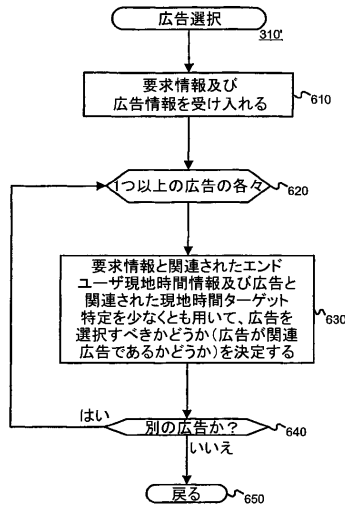 広告選択
310'
要求情報及び
広告情報を受け入れる
610
1つ以上の広告の各々
620
要求情報と関連されたエンド
ユーザ現地時間情報及び広告と
関連された現地時間ターゲット
特定を少なくとも用いて、広告を
選択すべきかどうか(広告が関連
広告であるかどうか)を決定する
630
はい
別の広告か?
640
いいえ
戻る
650